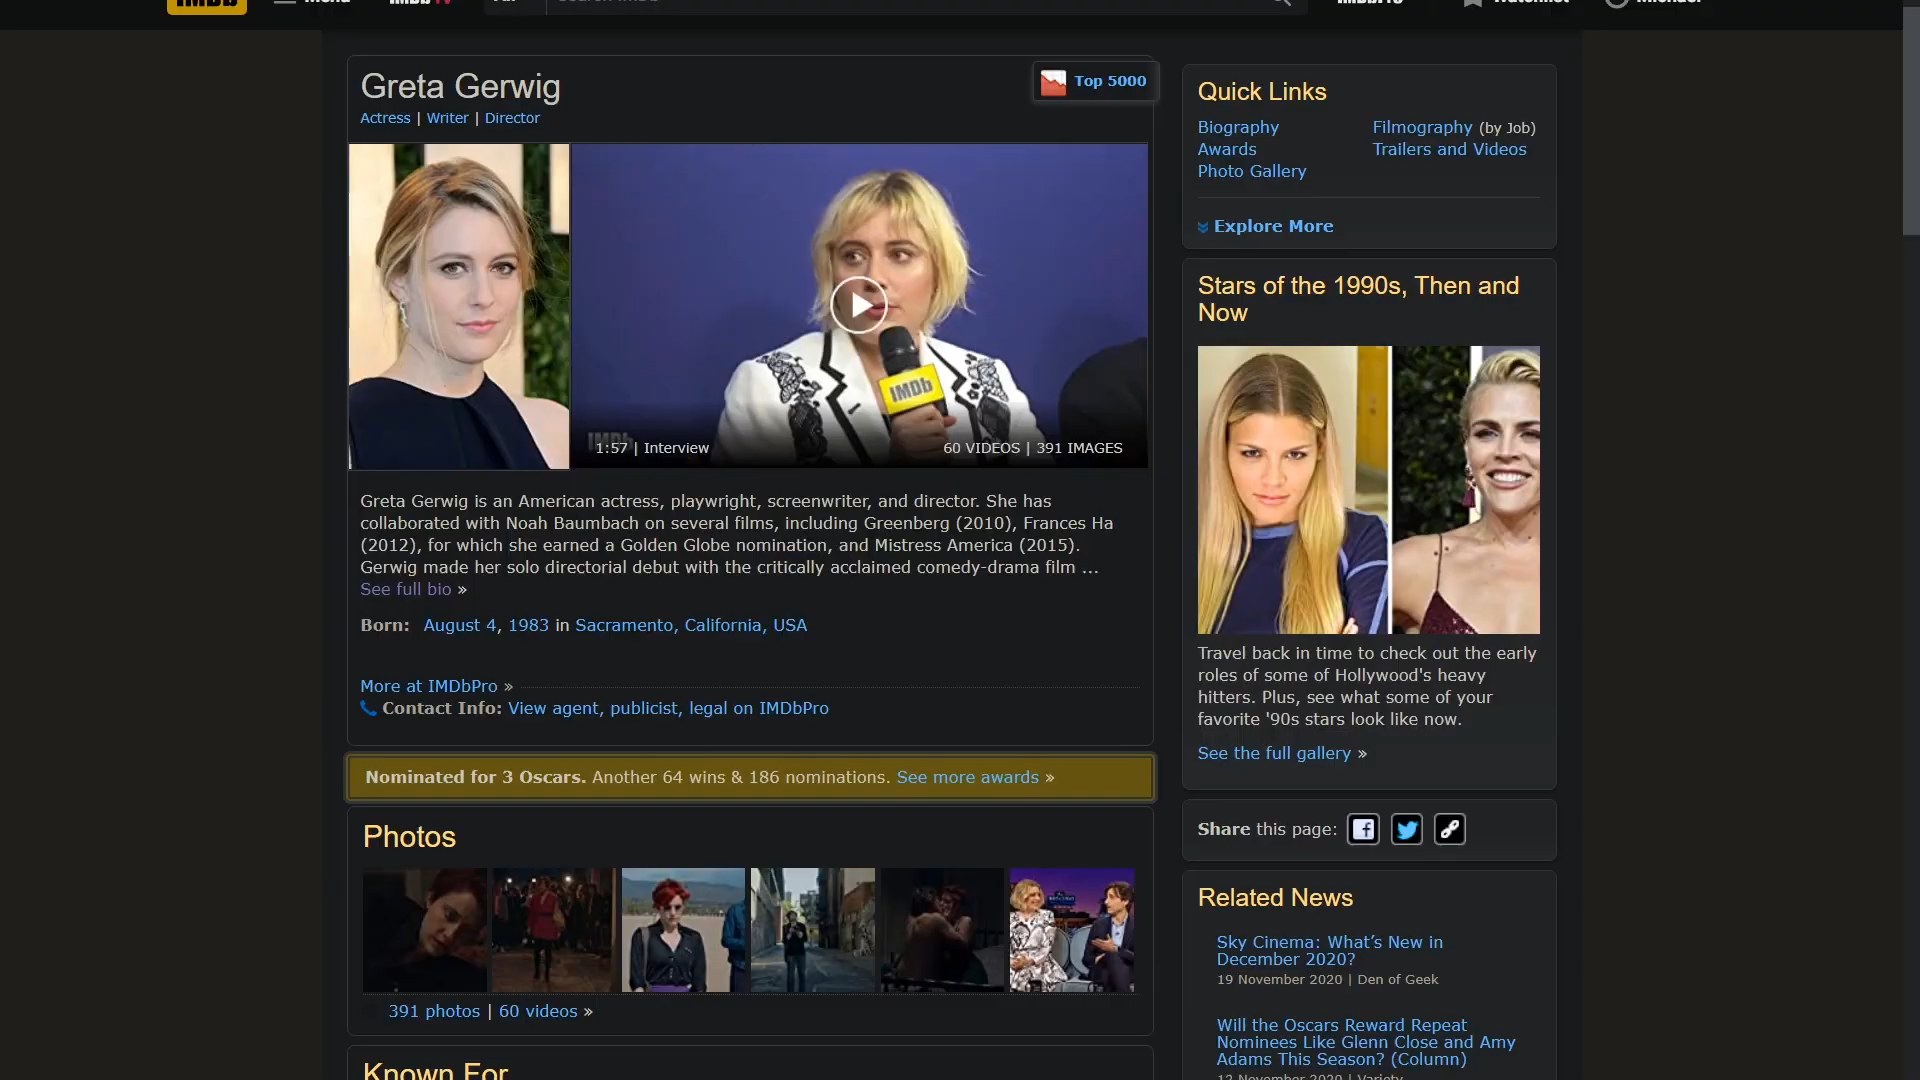 IMDb Menu IMDb TV All Search IMDb IMDbPro Watchlist Michael
Greta Gerwig
Top 5000
Actress | Writer | Director
IMDb
1:57 | Interview
60 VIDEOS | 391 IMAGES
Greta Gerwig is an American actress, playwright, screenwriter, and director. She has
collaborated with Noah Baumbach on several films, including Greenberg (2010), Frances Ha
(2012), for which she earned a Golden Globe nomination, and Mistress America (2015).
Gerwig made her solo directorial debut with the critically acclaimed comedy-drama film ...
See full bio »
Born: August 4, 1983 in Sacramento, California, USA
More at IMDbPro »
Contact Info: View agent, publicist, legal on IMDbPro
Nominated for 3 Oscars. Another 64 wins & 186 nominations. See more awards »
Photos
391 photos | 60 videos »
Known For
Quick Links
Biography
Filmography (by Job)
Awards
Trailers and Videos
Photo Gallery
Explore More
Stars of the 1990s, Then and
Now
Travel back in time to check out the early
roles of some of Hollywood's heavy
hitters. Plus, see what some of your
favorite '90s stars look like now.
See the full gallery »
Share this page:
Related News
Sky Cinema: What’s New in
December 2020?
19 November 2020 | Den of Geek
Will the Oscars Reward Repeat
Nominees Like Glenn Close and Amy
Adams This Season? (Column)
12 November 2020 | Variety